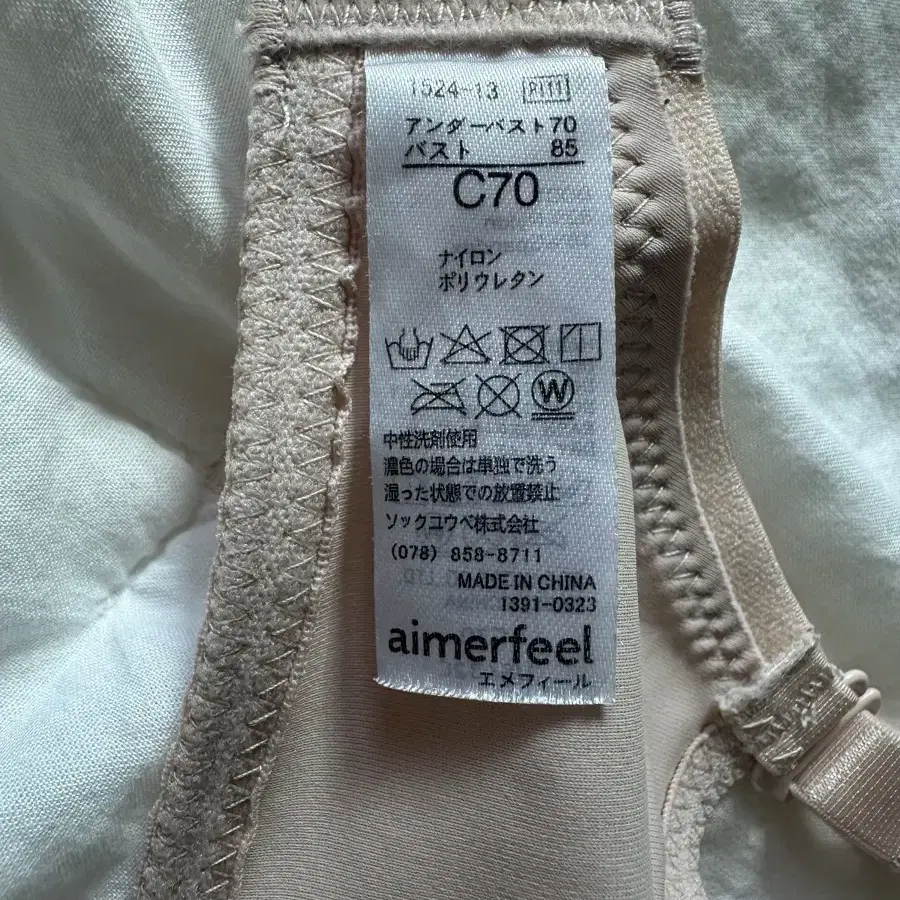 1524-13 P111
アンダーバスト70
バスト 85
C70
ナイロン
ポリウレタン
W
中性洗剤使用
濃色の場合は単独で洗う
湿った状態での放置禁止
ソックコウベ株式会社
(078) 858-8711
MADE IN CHINA
1391-0323
aimerfeel
エメフィール